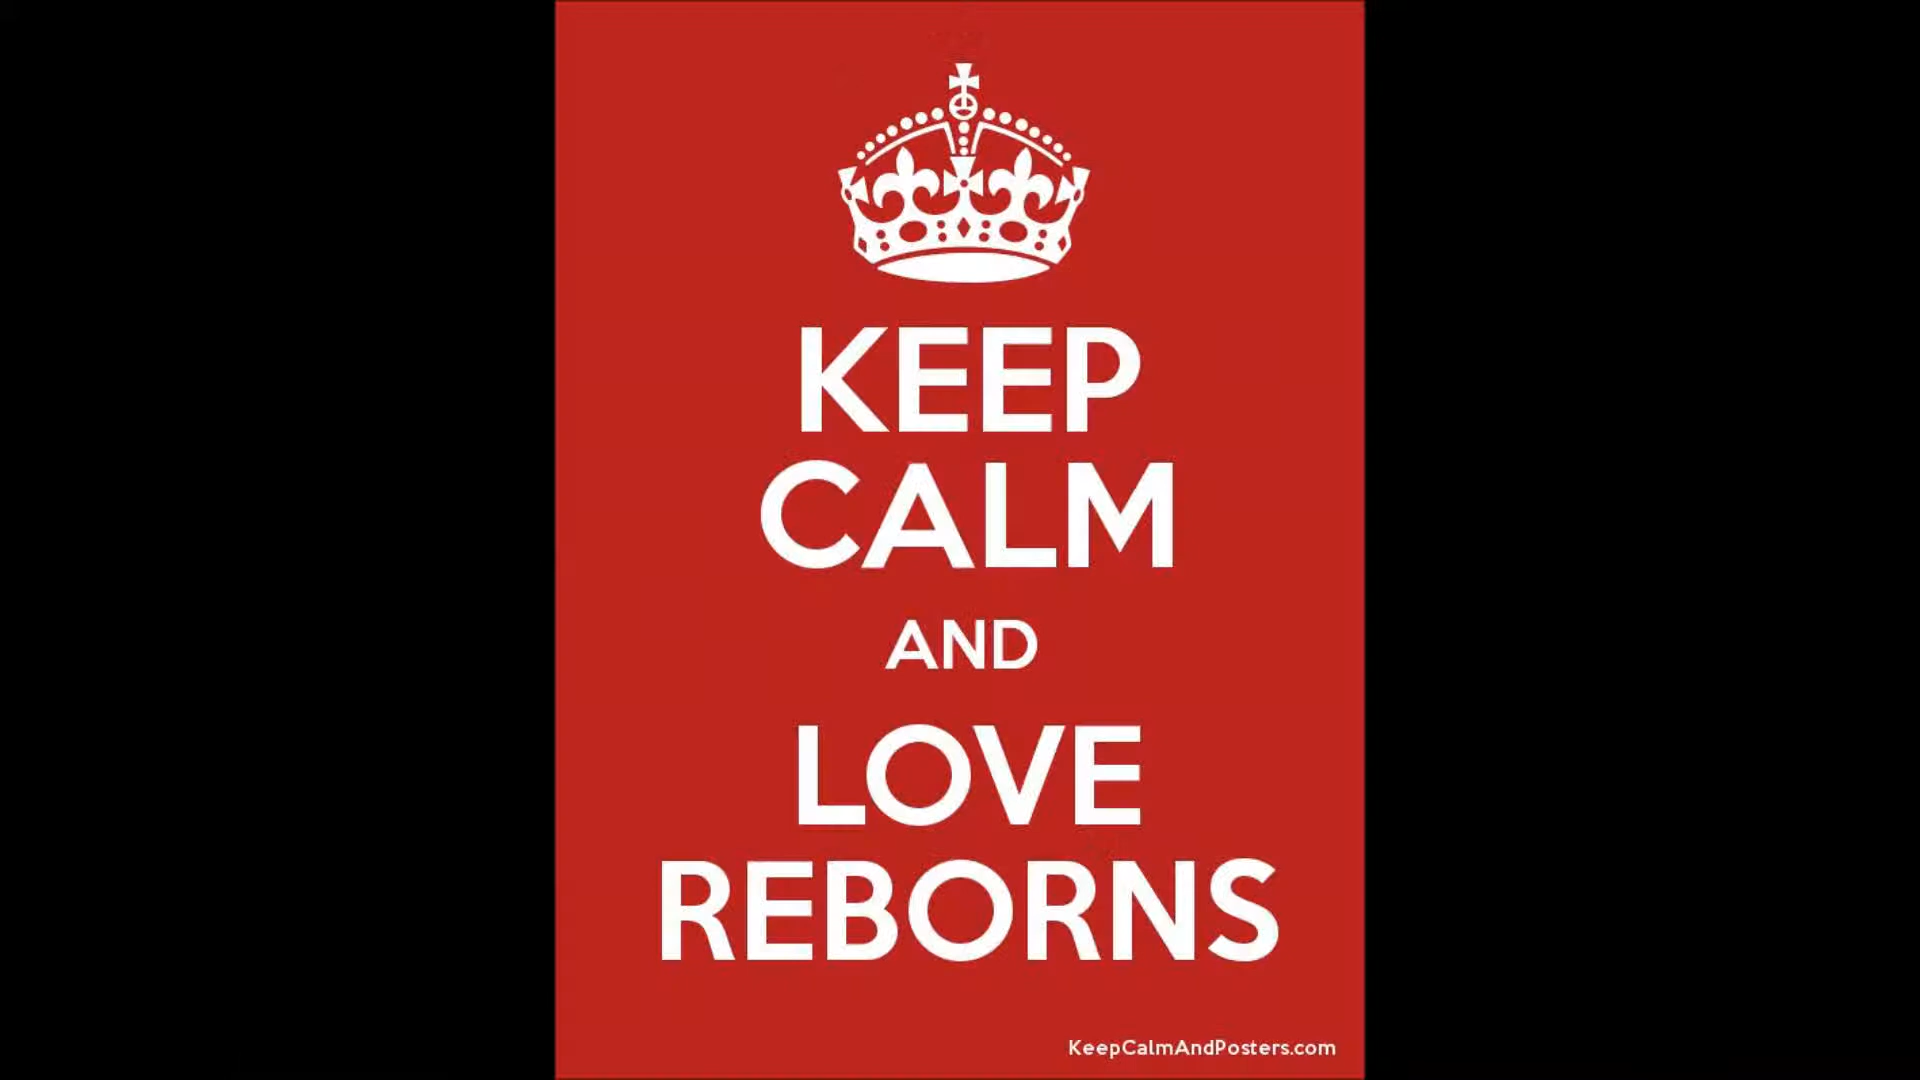 KEEP
CALM
AND
LOVE
REBORNS
KeepCalmAndPosters.com